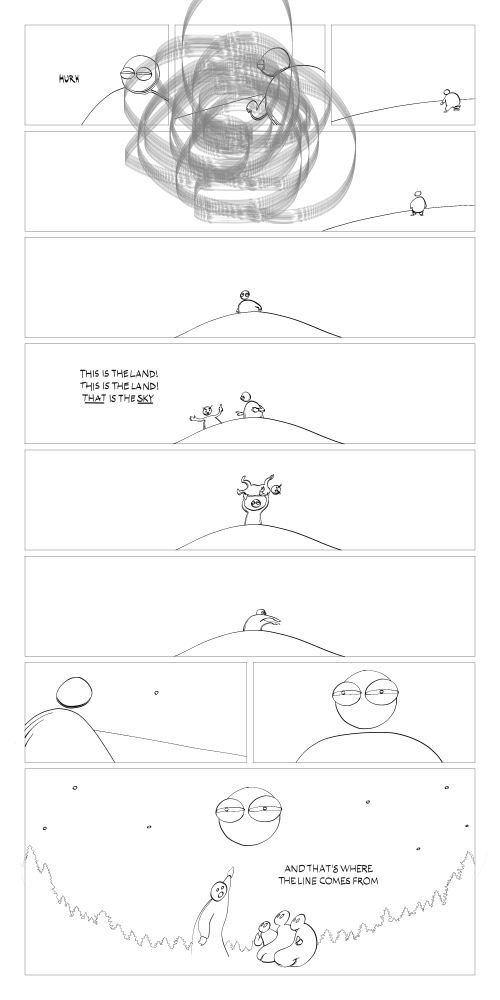 HURK
THIS IS THE LAND!
THIS IS THE LAND!
THAT IS THE SKY
AND THAT'S WHERE
THE LINE COMES FROM